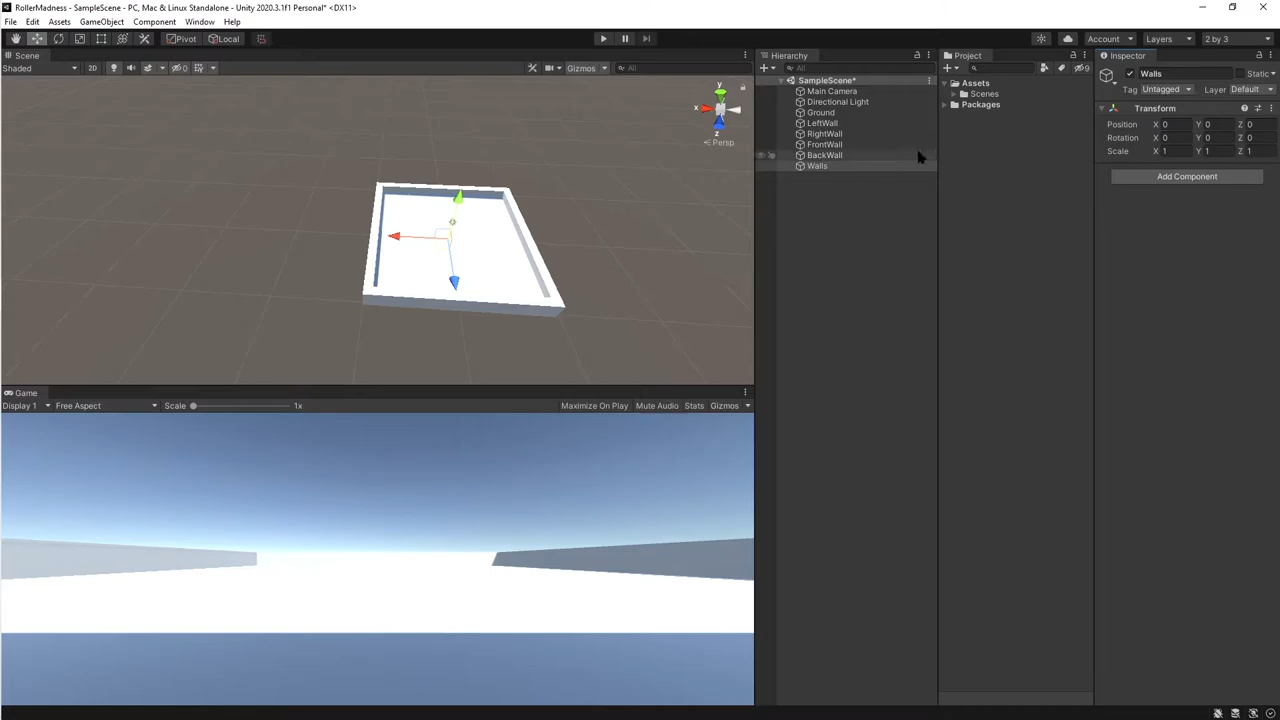 RollerMadness - SampleScene - PC, Mac & Linux Standalone - Unity 2020.3.1f1 Personal* <DX11>
File Edit Assets GameObject Component Window Help
Pivot Local Account Layers 2 by 3
Scene
Shaded 2D 0 Gizmos All
y
x
z
Persp
Game
Display 1 Free Aspect Scale 1x Maximize On Play Mute Audio Stats Gizmos
Hierarchy
All
SampleScene*
Main Camera
Directional Light
Ground
LeftWall
RightWall
FrontWall
BackWall
Walls
Project
9
Assets
Scenes
Packages
Inspector
Walls Static
Tag Untagged Layer Default
Transform
Position X 0 Y 0 Z 0
Rotation X 0 Y 0 Z 0
Scale X 1 Y 1 Z 1
Add Component